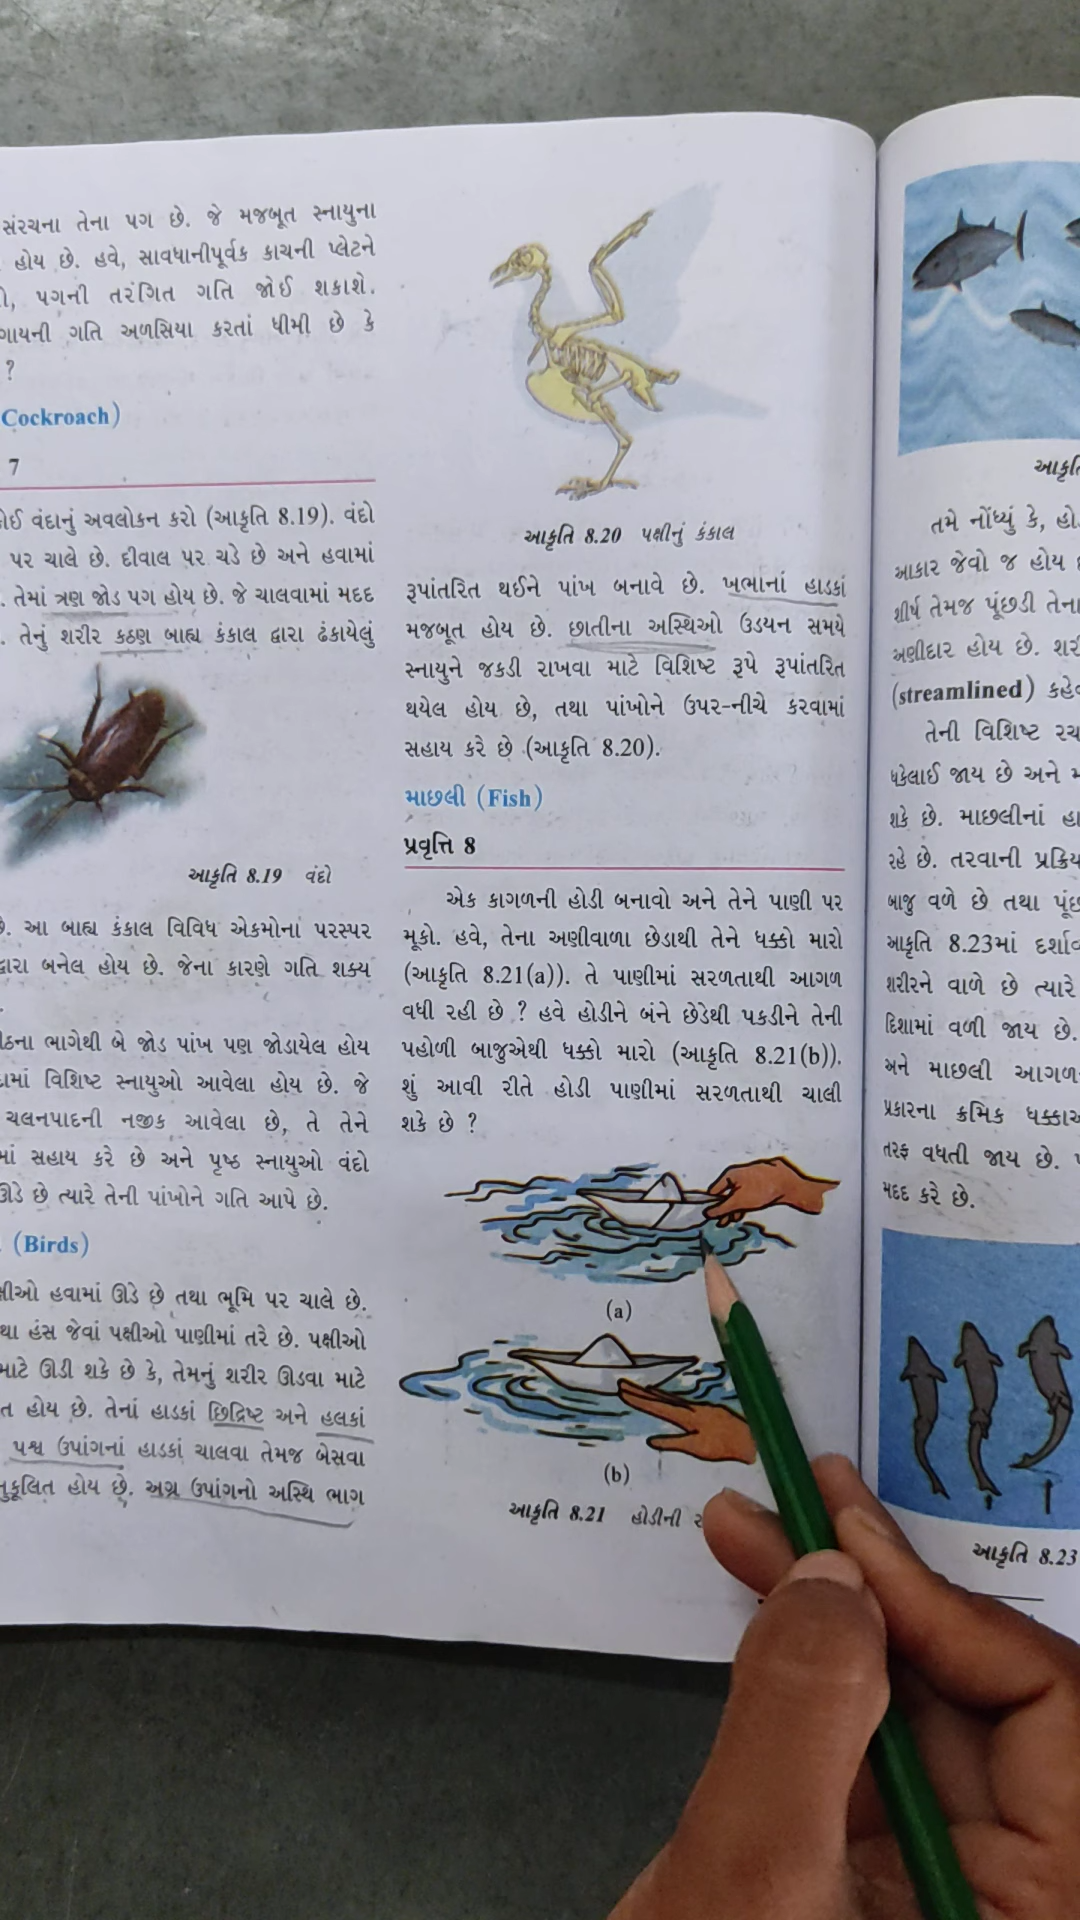 સંરચના તેના પગ છે. જે મજબૂત સ્નાયુના
હોય છે. હવે, સાવધાનીપૂર્વક કાચની પ્લેટને
પગની તરંગિત ગતિ જોઈ શકાશે.
ગાયની ગતિ અળસિયા કરતાં ધીમી છે કે
?
Cockroach)
7
કોઈ વંદાનું અવલોકન કરો (આકૃતિ 8.19). વંદો
પર ચાલે છે. દીવાલ પર ચડે છે અને હવામાં
. તેમાં ત્રણ જોડ પગ હોય છે. જે ચાલવામાં મદદ
. તેનું શરીર કઠણ બાહ્ય કંકાલ દ્વારા ઢંકાયેલું
આકૃતિ 8.19 વંદો
છે. આ બાહ્ય કંકાલ વિવિધ એકમોનાં પરસ્પર
દ્વારા બનેલ હોય છે. જેના કારણે ગતિ શક્ય
.
ઠના ભાગેથી બે જોડ પાંખ પણ જોડાયેલ હોય
વિશિષ્ટ સ્નાયુઓ આવેલા હોય છે. જે
ચલનપાદની નજીક આવેલા છે, તે તેને
માં સહાય કરે છે અને પૃષ્ઠ સ્નાયુઓ વંદો
ઊડે છે ત્યારે તેની પાંખોને ગતિ આપે છે.
(Birds)
ક્ષીઓ હવામાં ઊડે છે તથા ભૂમિ પર ચાલે છે.
થા હંસ જેવાં પક્ષીઓ પાણીમાં તરે છે. પક્ષીઓ
માટે ઊડી શકે છે કે, તેમનું શરીર ઊડવા માટે
ત હોય છે. તેનાં હાડકાં છિદ્રિષ્ટ અને હલકાં
પશ્ચ ઉપાંગનાં હાડકાં ચાલવા તેમજ બેસવા
નુકૂલિત હોય છે. અગ્ર ઉપાંગનો અસ્થિ ભાગ
આકૃતિ 8.20 પક્ષીનું કંકાલ
રૂપાંતરિત થઈને પાંખ બનાવે છે. ખભાનાં હાડકાં
મજબૂત હોય છે. છાતીના અસ્થિઓ ઉડયન સમયે
સ્નાયુને જકડી રાખવા માટે વિશિષ્ટ રૂપે રૂપાંતરિત
થયેલ હોય છે, તથા પાંખોને ઉપર-નીચે કરવામાં
સહાય કરે છે (આકૃતિ 8.20).
માછલી (Fish)
પ્રવૃત્તિ 8
એક કાગળની હોડી બનાવો અને તેને પાણી પર
મૂકો. હવે, તેના અણીવાળા છેડાથી તેને ધક્કો મારો
(આકૃતિ 8.21(a)). તે પાણીમાં સરળતાથી આગળ
વધી રહી છે ? હવે હોડીને બંને છેડેથી પકડીને તેની
પહોળી બાજુએથી ધક્કો મારો (આકૃતિ 8.21(b)).
શું આવી રીતે હોડી પાણીમાં સરળતાથી ચાલી
શકે છે ?
(a)
(b)
આકૃતિ 8.21 હોડીની
આકૃતિ
તમે નોંધ્યું કે, હો
આકાર જેવો જ હોય
શીર્ષ તેમજ પૂંછડી તેના
અણીદાર હોય છે. શરી
(streamlined) કહે
તેની વિશિષ્ટ રચ
ધકેલાઈ જાય છે અને
શકે છે. માછલીનાં હા
રહે છે. તરવાની પ્રક્રિયા
બાજુ વળે છે તથા પૂંછ
આકૃતિ 8.23માં દર્શાવ
શરીરને વાળે છે ત્યારે
દિશામાં વળી જાય છે.
અને માછલી આગળ
પ્રકારના ક્રમિક ધક્કા
તરફ વધતી જાય છે.
મદદ કરે છે.
આકૃતિ 8.23